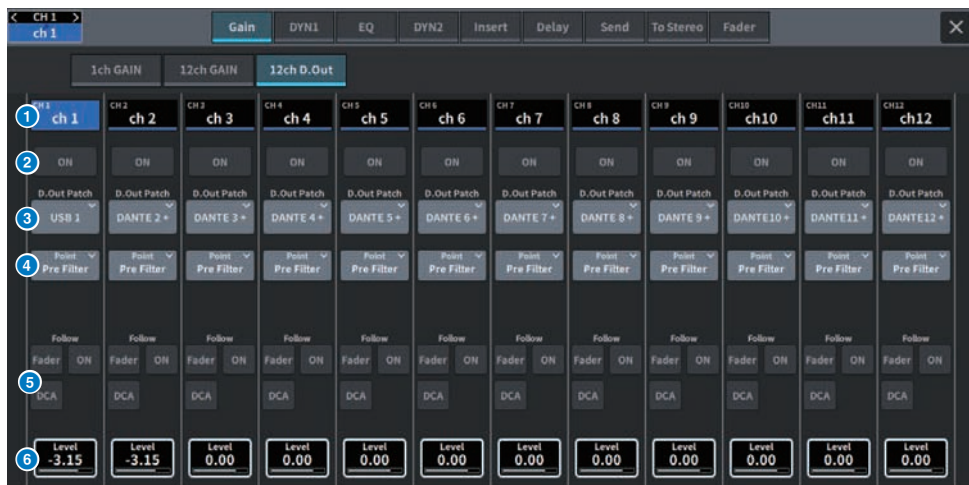 < CH 1 >
ch 1
Gain DYN1 EQ DYN2 Insert Delay Send To Stereo Fader ×
1ch GAIN 12ch GAIN 12ch D.Out
CH 1 CH 2 CH 3 CH 4 CH 5 CH 6 CH 7 CH 8 CH 9 CH10 CH11 CH12
1 ch 1 ch 2 ch 3 ch 4 ch 5 ch 6 ch 7 ch 8 ch 9 ch10 ch11 ch12
2 ON ON ON ON ON ON ON ON ON ON ON ON
D.Out Patch D.Out Patch D.Out Patch D.Out Patch D.Out Patch D.Out Patch D.Out Patch D.Out Patch D.Out Patch D.Out Patch D.Out Patch D.Out Patch
3 USB 1 DANTE 2+ DANTE 3+ DANTE 4+ DANTE 5+ DANTE 6+ DANTE 7+ DANTE 8+ DANTE 9+ DANTE10+ DANTE11+ DANTE12+
Point Point Point Point Point Point Point Point Point Point Point Point
4 Pre Filter Pre Filter Pre Filter Pre Filter Pre Filter Pre Filter Pre Filter Pre Filter Pre Filter Pre Filter Pre Filter Pre Filter
Follow Follow Follow Follow Follow Follow Follow Follow Follow Follow Follow Follow
Fader ON Fader ON Fader ON Fader ON Fader ON Fader ON Fader ON Fader ON Fader ON Fader ON Fader ON Fader ON
5 DCA DCA DCA DCA DCA DCA DCA DCA DCA DCA DCA DCA
Level Level Level Level Level Level Level Level Level Level Level Level
6 -3.15 -3.15 0.00 0.00 0.00 0.00 0.00 0.00 0.00 0.00 0.00 0.00